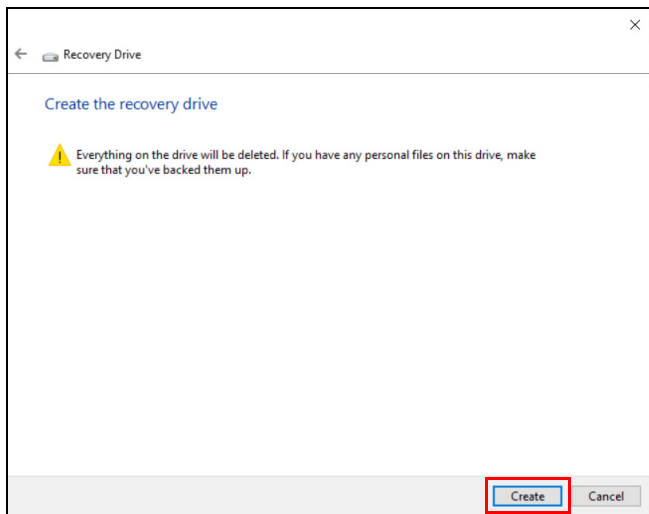 Recovery Drive
Create the recovery drive
Everything on the drive will be deleted. If you have any personal files on this drive, make
sure that you've backed them up.
Create Cancel